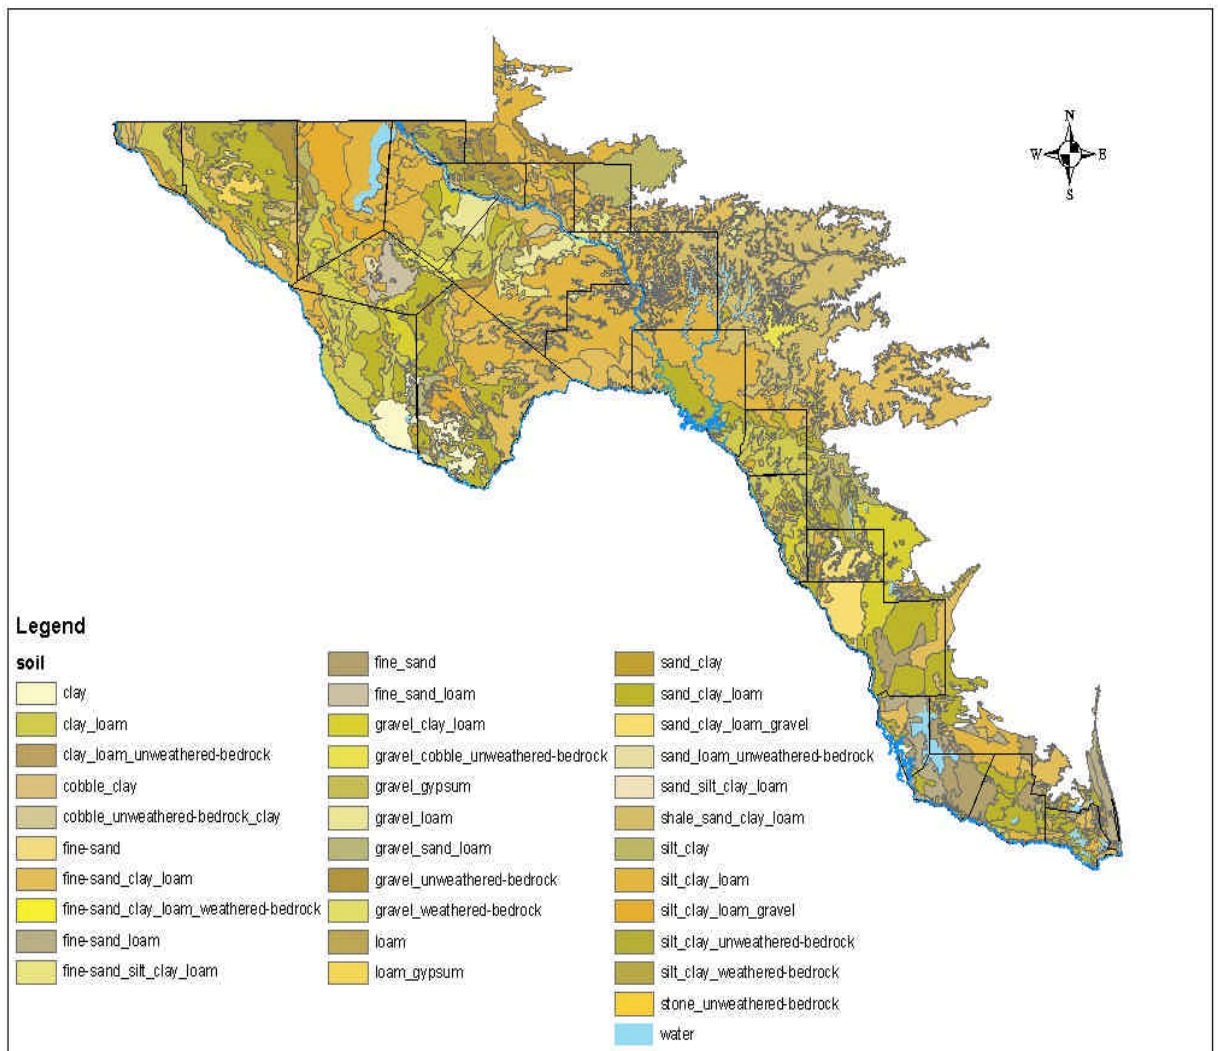 N
W E
S
Legend
soil
clay
clay_loam
clay_loam_unweathered-bedrock
cobble_clay
cobble_unweathered-bedrock_clay
fine-sand
fine-sand_clay_loam
fine-sand_clay_loam_weathered-bedrock
fine-sand_loam
fine-sand_silt_clay_loam
fine_sand
fine_sand_loam
gravel_clay_loam
gravel_cobble_unweathered-bedrock
gravel_gypsum
gravel_loam
gravel_sand_loam
gravel_unweathered-bedrock
gravel_weathered-bedrock
loam
loam_gypsum
sand_clay
sand_clay_loam
sand_clay_loam_gravel
sand_loam_unweathered-bedrock
sand_silt_clay_loam
shale_sand_clay_loam
silt_clay
silt_clay_loam
silt_clay_loam_gravel
silt_clay_unweathered-bedrock
silt_clay_weathered-bedrock
stone_unweathered-bedrock
water